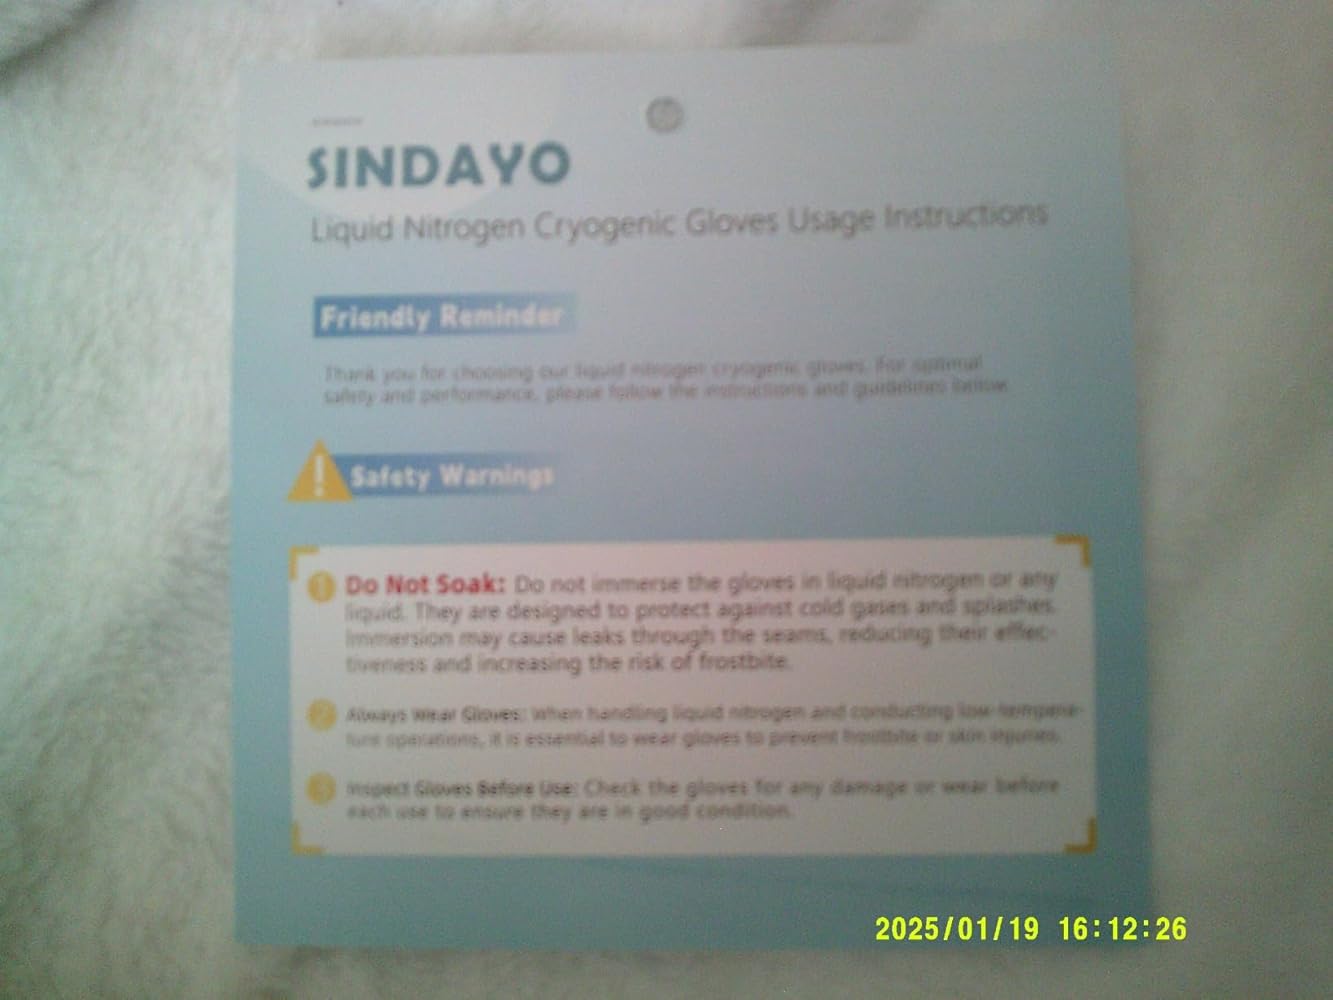 SINDAYO
Liquid Nitrogen Cryogenic Gloves Usage Instructions
Friendly Reminder
Thank you for choosing our liquid nitrogen cryogenic gloves. For optimal
safety and performance, please follow the instructions and guidelines below.
Safety Warnings
1 Do Not Soak: Do not immerse the gloves in liquid nitrogen or any
liquid. They are designed to protect against cold gases and splashes.
Immersion may cause leaks through the seams, reducing their effec-
tiveness and increasing the risk of frostbite.
2 Always Wear Gloves: When handling liquid nitrogen and conducting low-tempera-
ture operations, it is essential to wear gloves to prevent frostbite or skin injuries.
3 Inspect Gloves Before Use: Check the gloves for any damage or wear before
each use to ensure they are in good condition.
2025/01/19 16:12:26